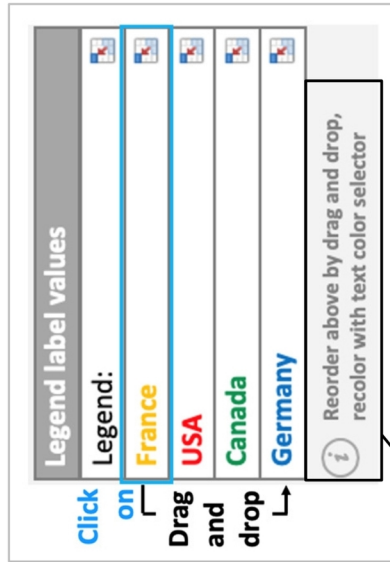 Legend label values
Legend:
France
USA
Canada
Germany
Reorder above by drag and drop,
recolor with text color selector
Click
on
Drag
and
drop